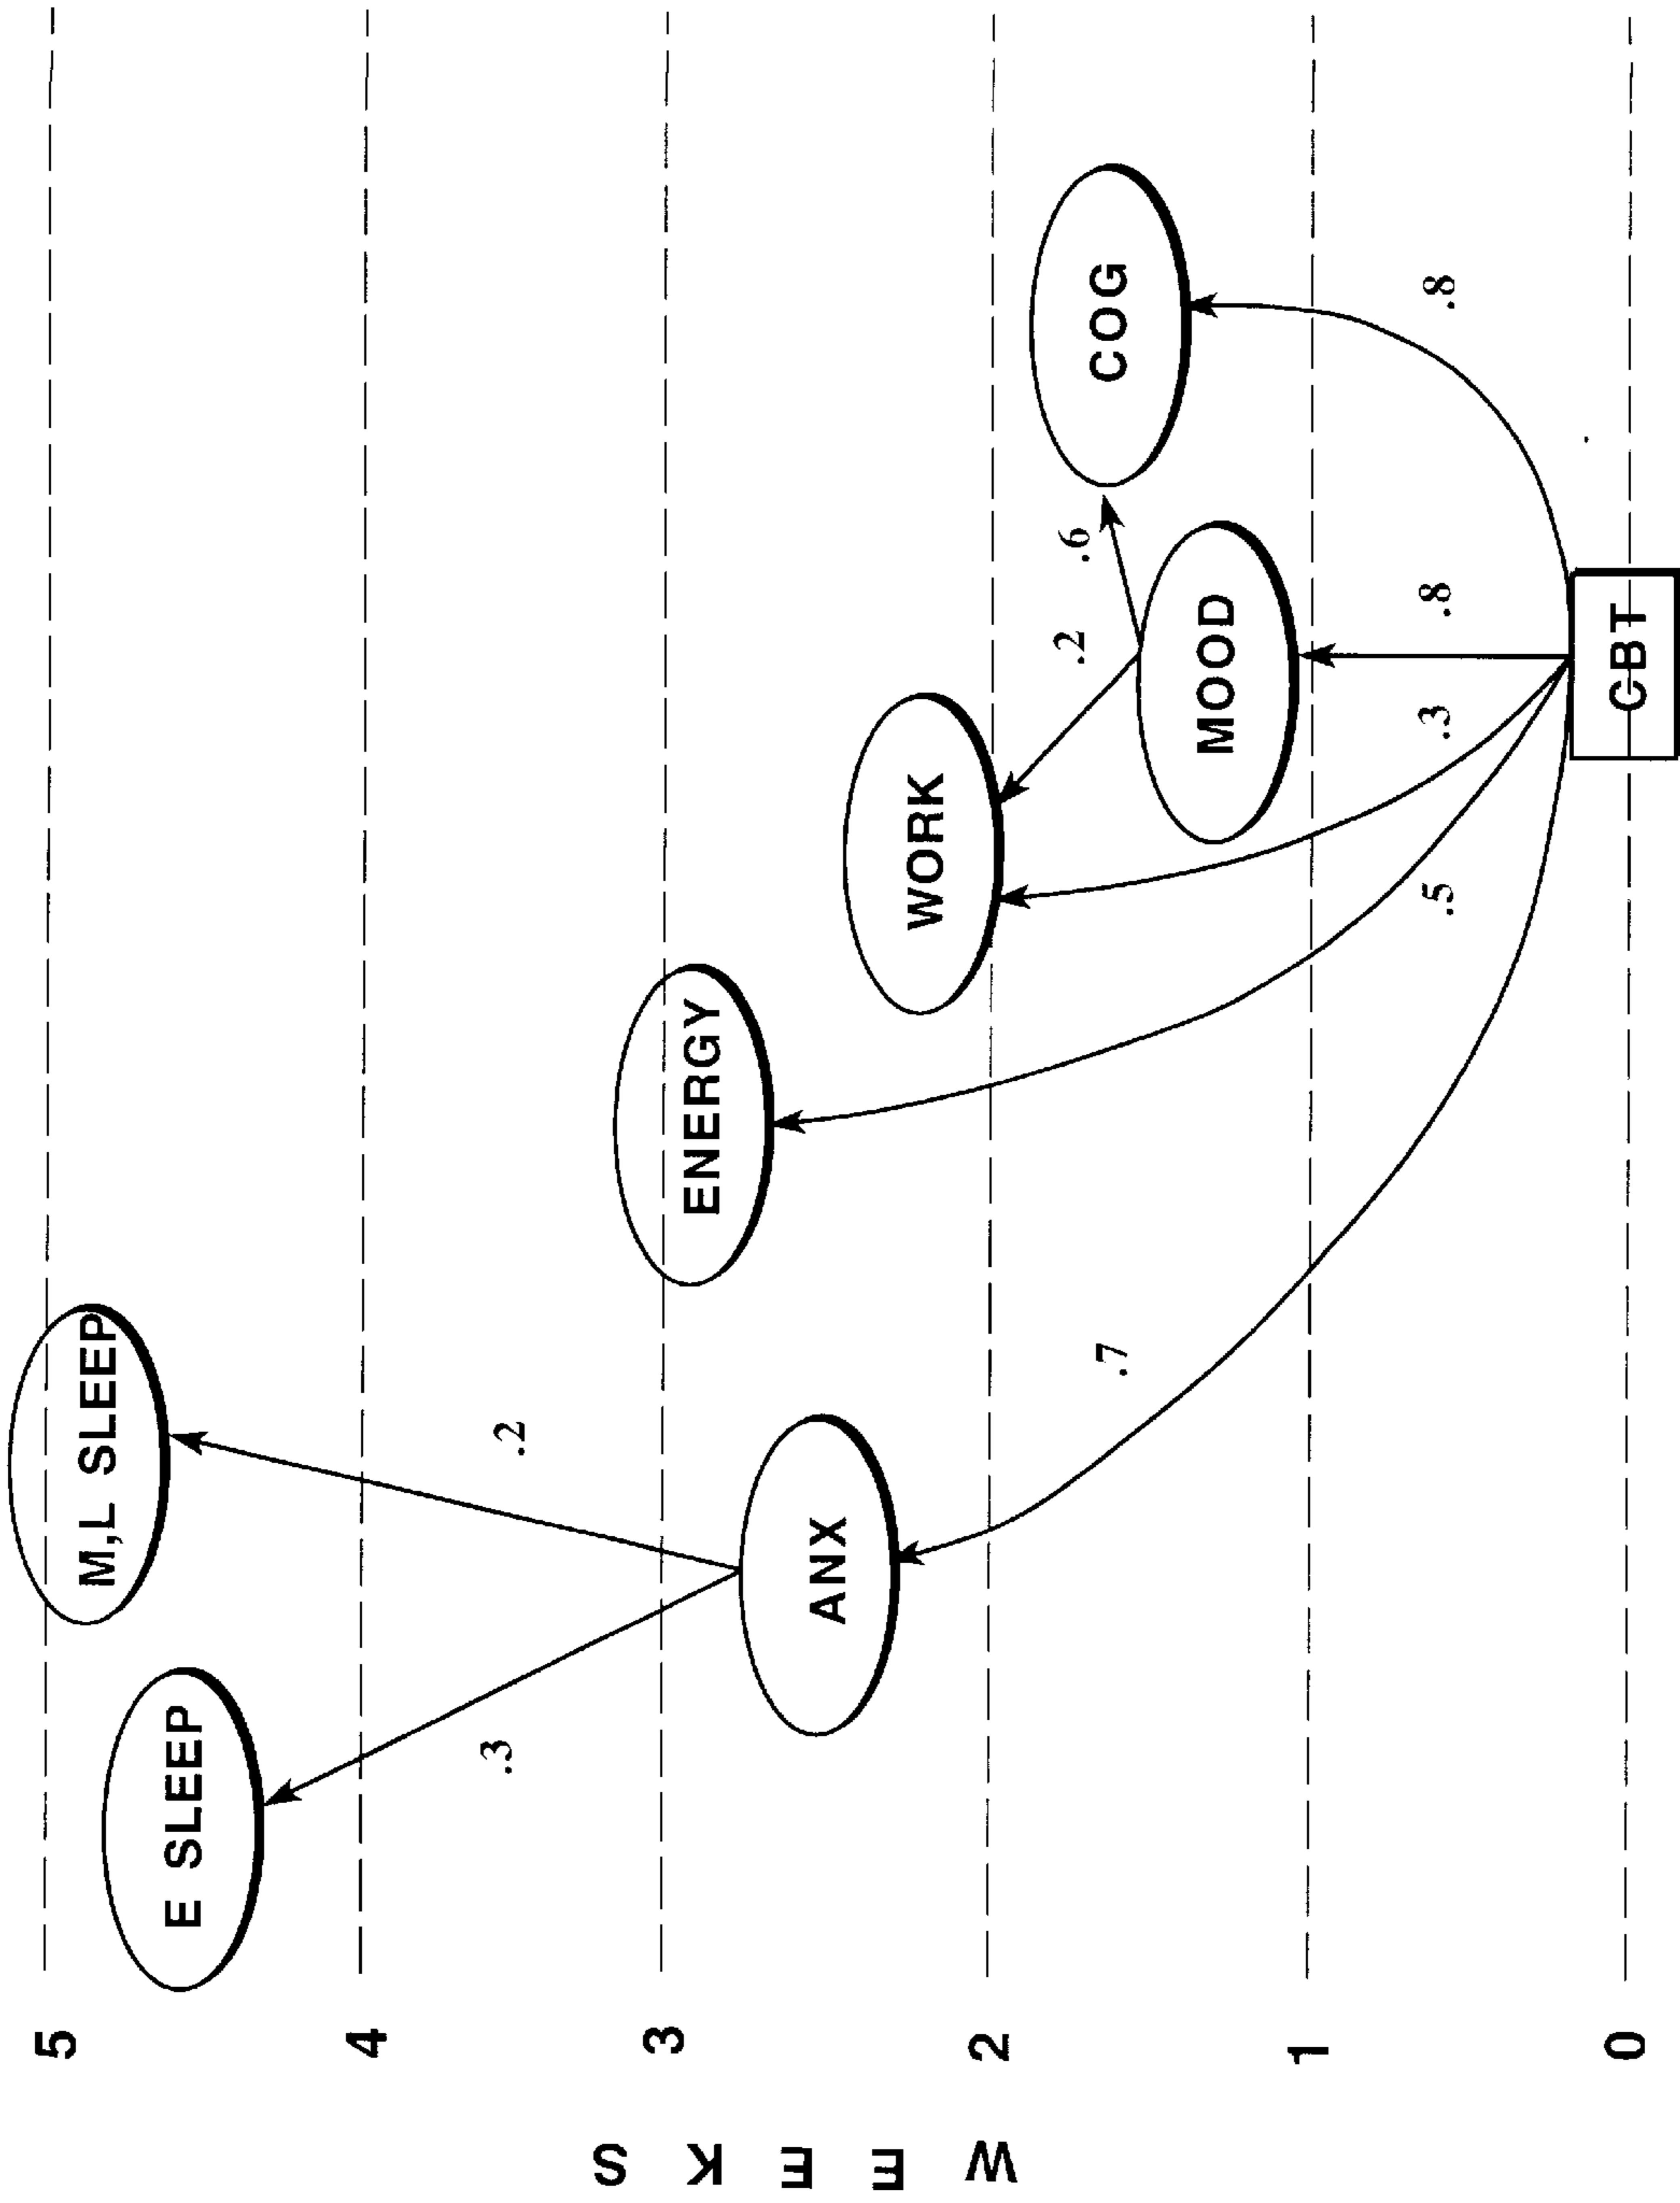 5
M,L SLEEP
E SLEEP
4
.3
.2
3
ENERGY
ANX
WORK
WEEKS
2
.2
.6
COG
.7
MOOD
1
.5
.3
.8
.8
0
CBT